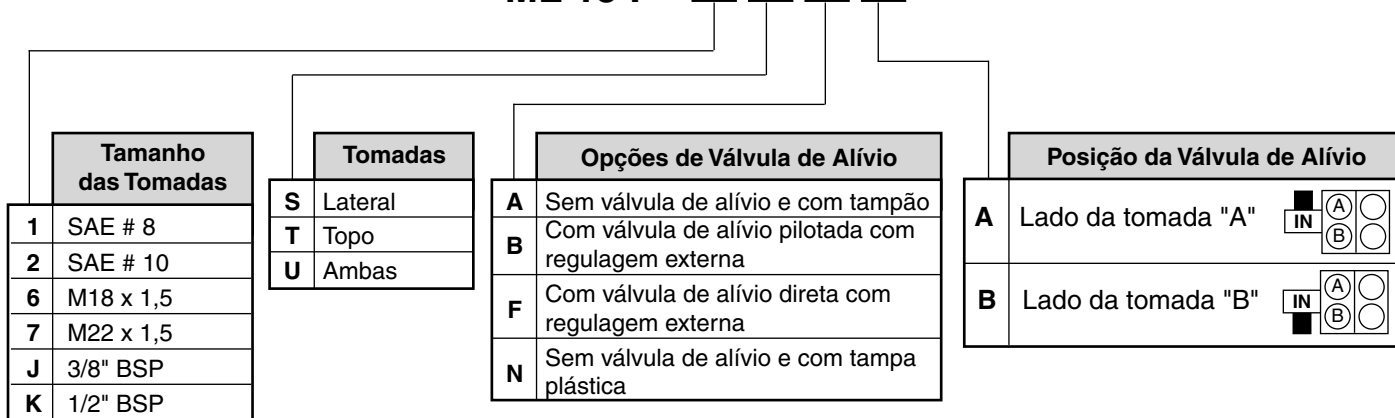 Tamanho
das Tomadas
1 SAE # 8
2 SAE # 10
6 M18 x 1,5
7 M22 x 1,5
J 3/8" BSP
K 1/2" BSP
Tomadas
S Lateral
T Topo
U Ambas
Opções de Válvula de Alívio
A Sem válvula de alívio e com tampão
B Com válvula de alívio pilotada com
regulagem externa
F Com válvula de alívio direta com
regulagem externa
N Sem válvula de alívio e com tampa
plástica
Posição da Válvula de Alívio
A Lado da tomada "A" IN A B
B Lado da tomada "B" IN A B